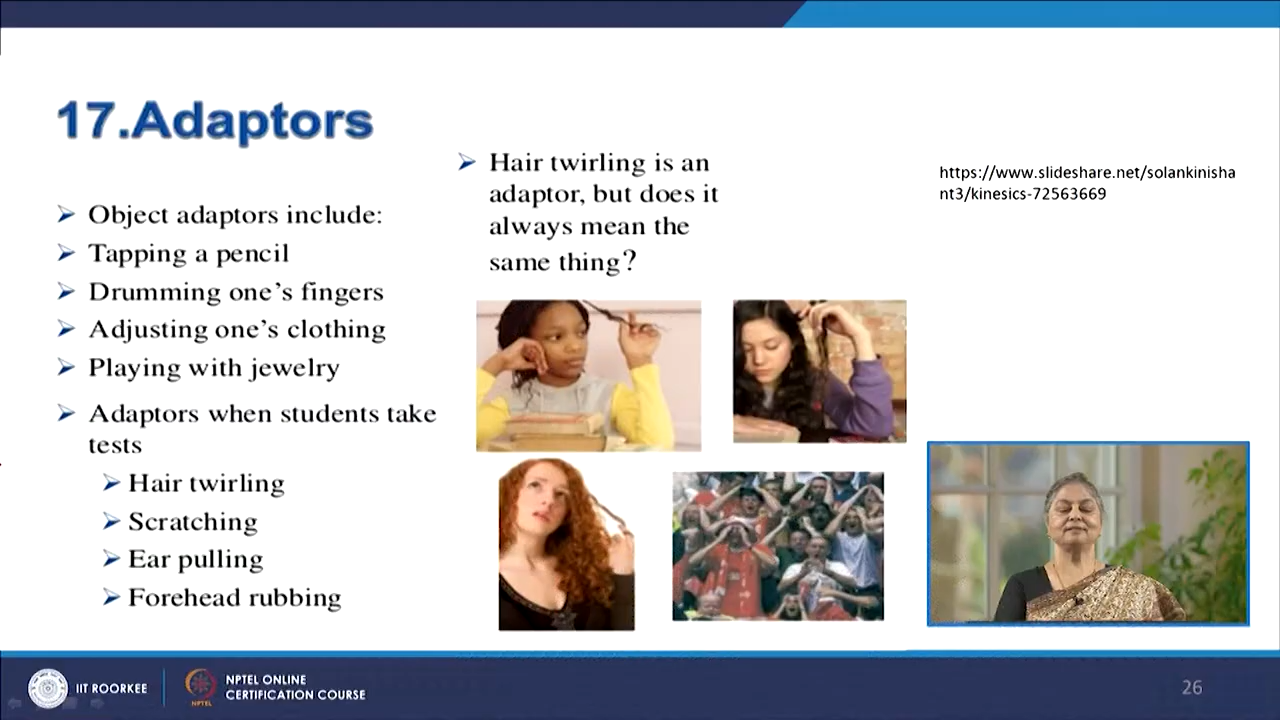 17.Adaptors
Object adaptors include:
Tapping a pencil
Drumming one's fingers
Adjusting one's clothing
Playing with jewelry
Adaptors when students take
tests
Hair twirling
Scratching
Ear pulling
Forehead rubbing
Hair twirling is an
adaptor, but does it
always mean the
same thing?
https://www.slideshare.net/solankinisha
nt3/kinesics-72563669
IIT ROORKEE
NPTEL
NPTEL ONLINE
CERTIFICATION COURSE
26